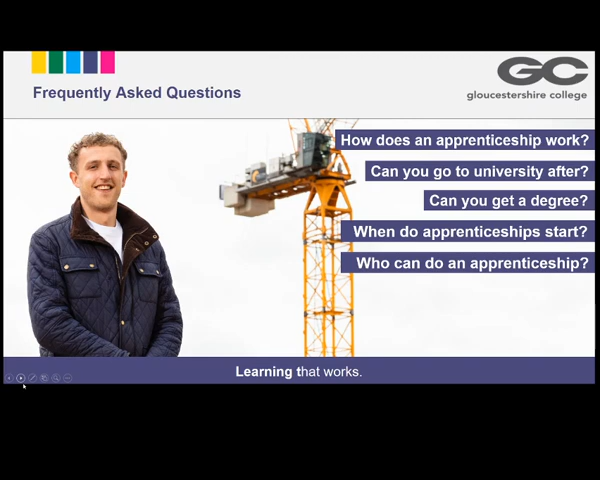 GC
gloucestershire college
Frequently Asked Questions
How does an apprenticeship work?
Can you go to university after?
Can you get a degree?
When do apprenticeships start?
Who can do an apprenticeship?
Learning that works.